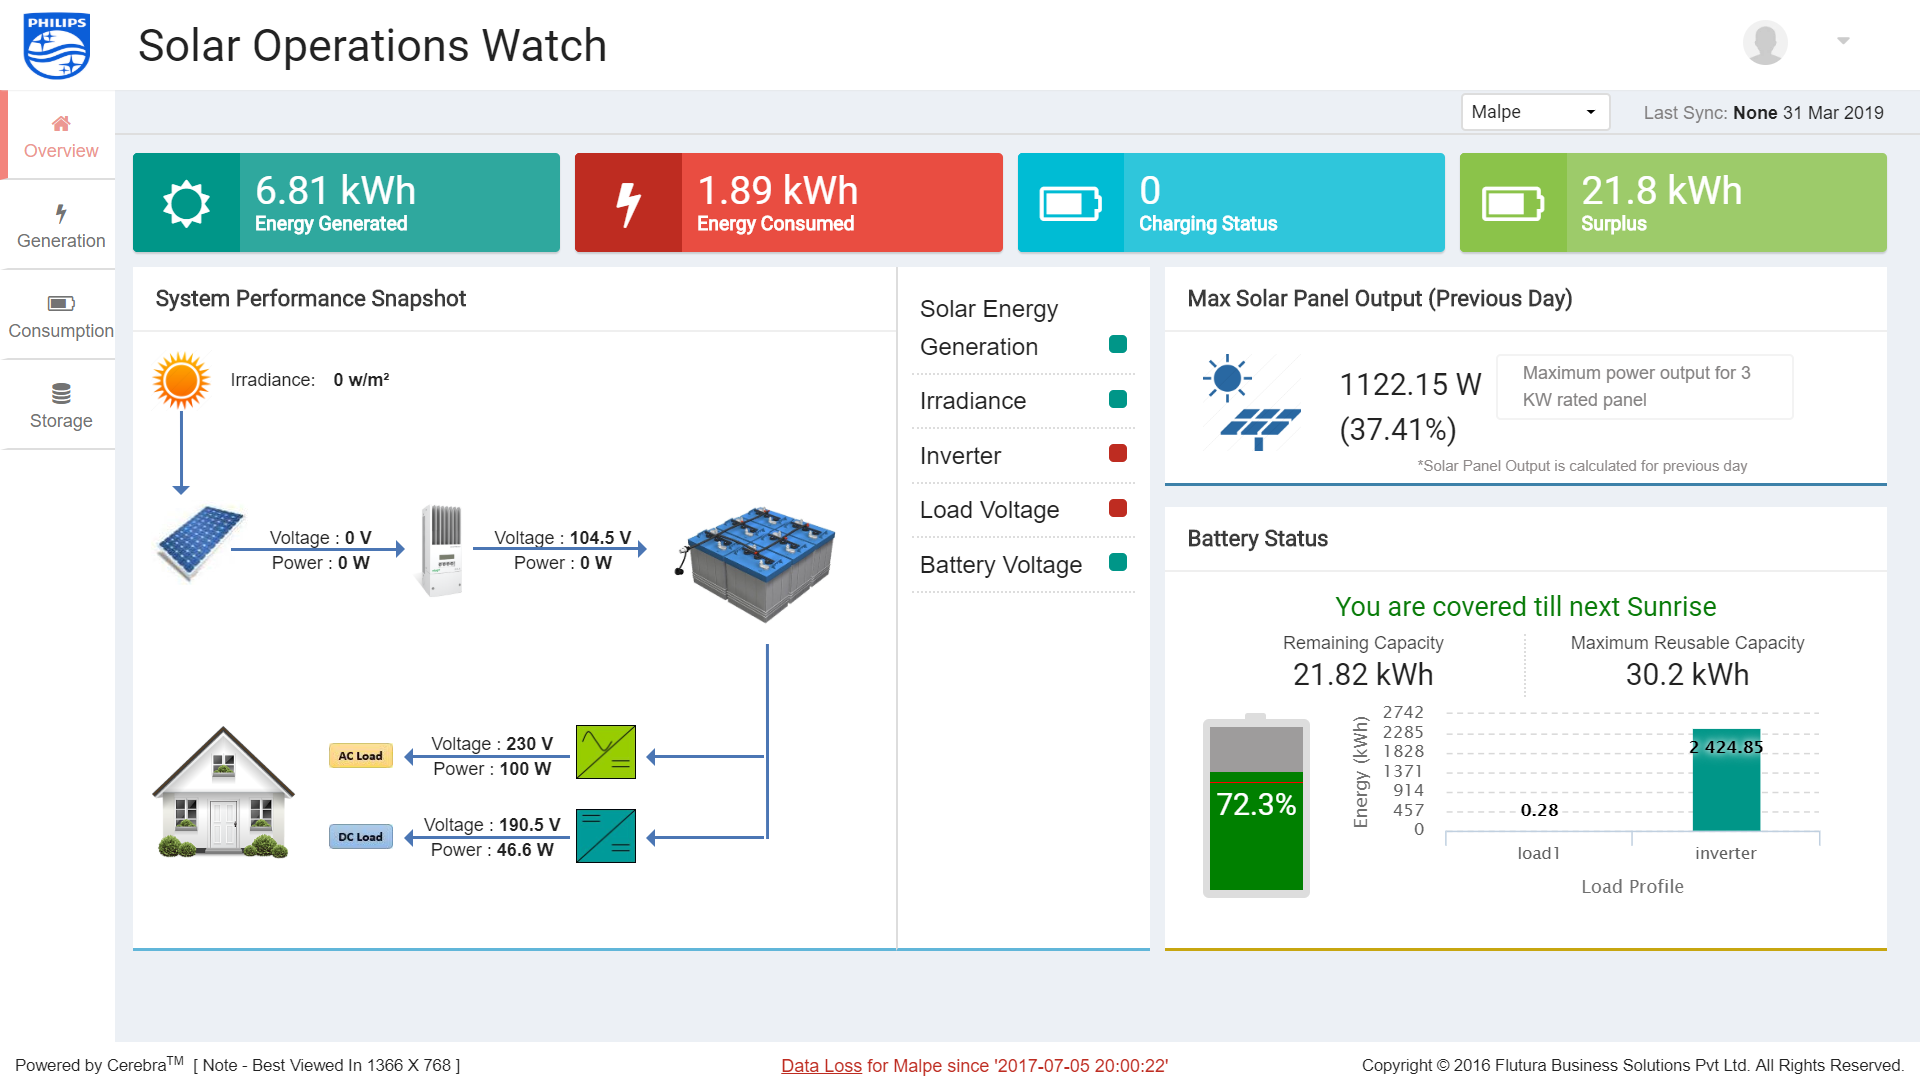 PHILIPS
Solar Operations Watch
Malpe
Last Sync: None 31 Mar 2019
Overview
Generation
Consumption
Storage
6.81 kWh
Energy Generated
1.89 kWh
Energy Consumed
0
Charging Status
21.8 kWh
Surplus
System Performance Snapshot
Irradiance: 0 w/m²
Voltage : 0 V
Power : 0 W
Voltage : 104.5 V
Power : 0 W
AC Load
Voltage : 230 V
Power : 100 W
DC Load
Voltage : 190.5 V
Power : 46.6 W
Solar Energy
Generation
Irradiance
Inverter
Load Voltage
Battery Voltage
Max Solar Panel Output (Previous Day)
1122.15 W
(37.41%)
Maximum power output for 3
KW rated panel
*Solar Panel Output is calculated for previous day
Battery Status
You are covered till next Sunrise
Remaining Capacity
21.82 kWh
Maximum Reusable Capacity
30.2 kWh
72.3%
Energy (kWh)
2742
2285
1828
1371
914
457
0
0.28
2 424.85
load1
inverter
Load Profile
Powered by Cerebra™ [ Note - Best Viewed In 1366 X 768 ]
Data Loss for Malpe since '2017-07-05 20:00:22'
Copyright © 2016 Flutura Business Solutions Pvt Ltd. All Rights Reserved.